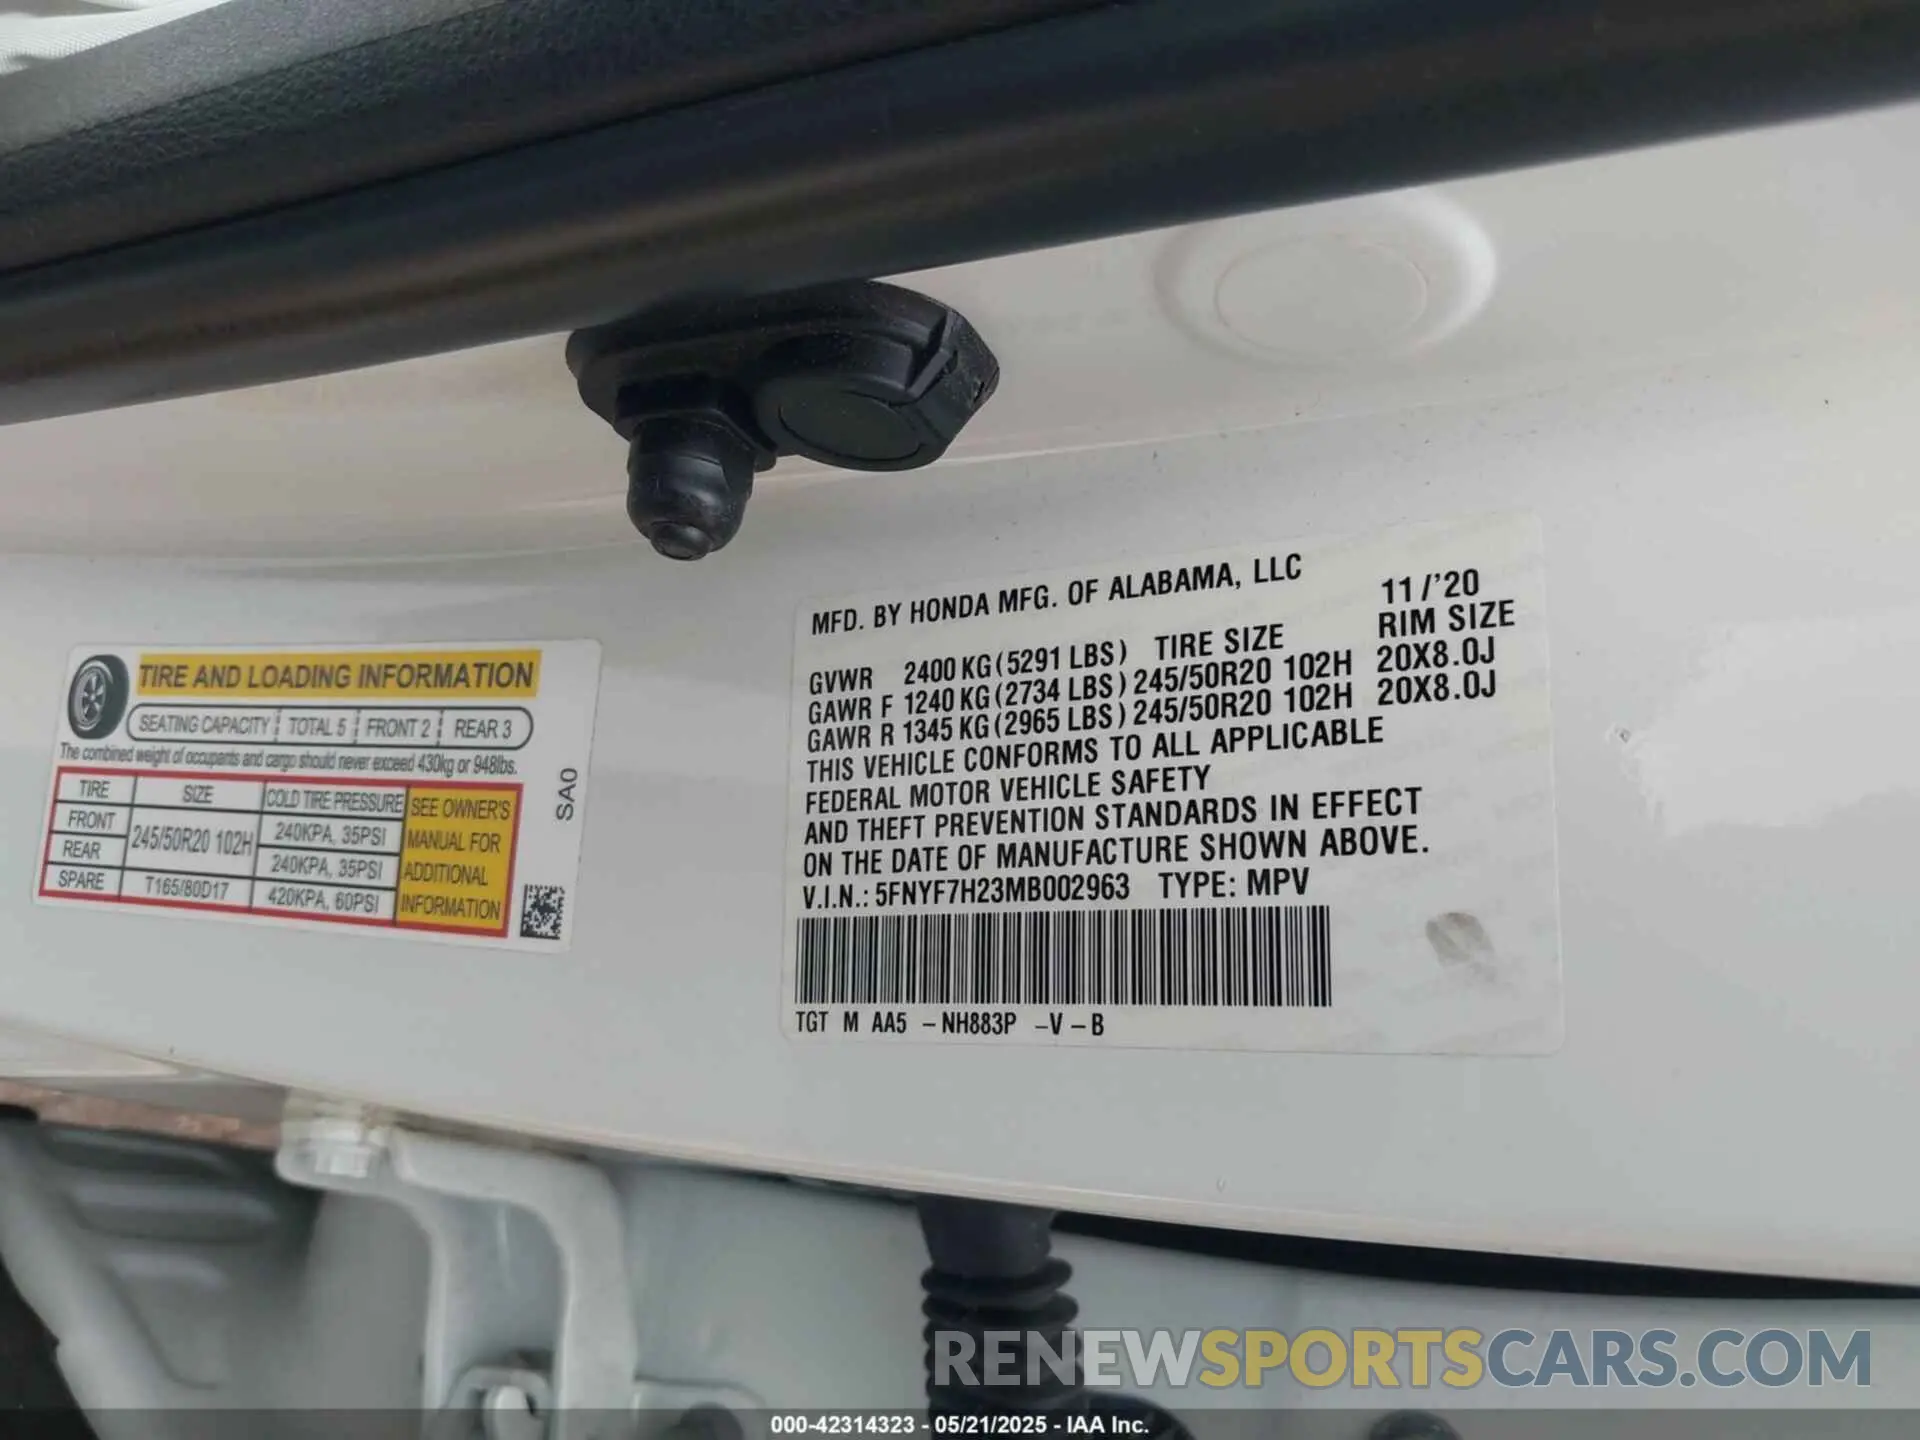 TIRE AND LOADING INFORMATION
SEATING CAPACITY TOTAL 5 FRONT 2 REAR 3
The combined weight of occupants and cargo should never exceed 430kg or 948lbs.
TIRE SIZE COLD TIRE PRESSURE
FRONT 245/50R20 102H 240KPA, 35PSI
REAR 240KPA, 35PSI
SPARE T165/80D17 420KPA, 60PSI
SEE OWNER'S
MANUAL FOR
ADDITIONAL
INFORMATION
SA0
MFD. BY HONDA MFG. OF ALABAMA, LLC 11/'20
GVWR 2400 KG (5291 LBS) TIRE SIZE RIM SIZE
GAWR F 1240 KG (2734 LBS) 245/50R20 102H 20X8.0J
GAWR R 1345 KG (2965 LBS) 245/50R20 102H 20X8.0J
THIS VEHICLE CONFORMS TO ALL APPLICABLE
FEDERAL MOTOR VEHICLE SAFETY
AND THEFT PREVENTION STANDARDS IN EFFECT
ON THE DATE OF MANUFACTURE SHOWN ABOVE.
V.I.N.: 5FNYF7H23MB002963 TYPE: MPV
TGT M AA5 - NH883P - V - B
RENEWSPORTSCARS.COM
000-42314323 - 05/21/2025 - IAA Inc.